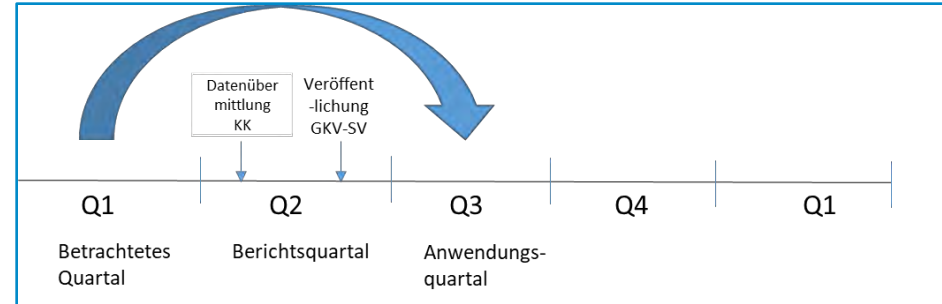 Datenüber
mittlung
KK
Veröffent
-lichung
GKV-SV
Q1
Q2
Q3
Q4
Q1
Betrachtetes
Quartal
Berichtsquartal
Anwendungs-
quartal